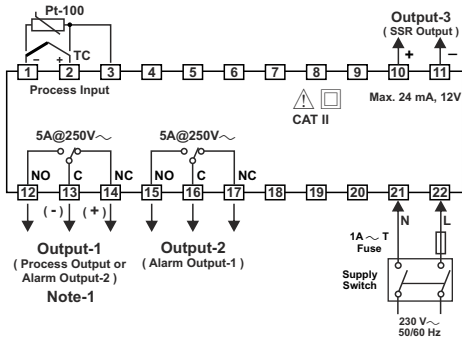 Pt-100
Output-3
( SSR Output )
TC
− +
+ −
1 2 3 4 5 6 7 8 9 10 11
Process Input
Max. 24 mA, 12V
CAT II
5A@250V～ 5A@250V～
NO C NC NO C NC
12 13 14 15 16 17 18 19 20 21 22
( - ) ( + )
N L
Output-1
( Process Output or
Alarm Output-2 )
Note-1
Output-2
( Alarm Output-1 )
1A ～ T
Fuse
Supply
Switch
230 V～
50/60 Hz